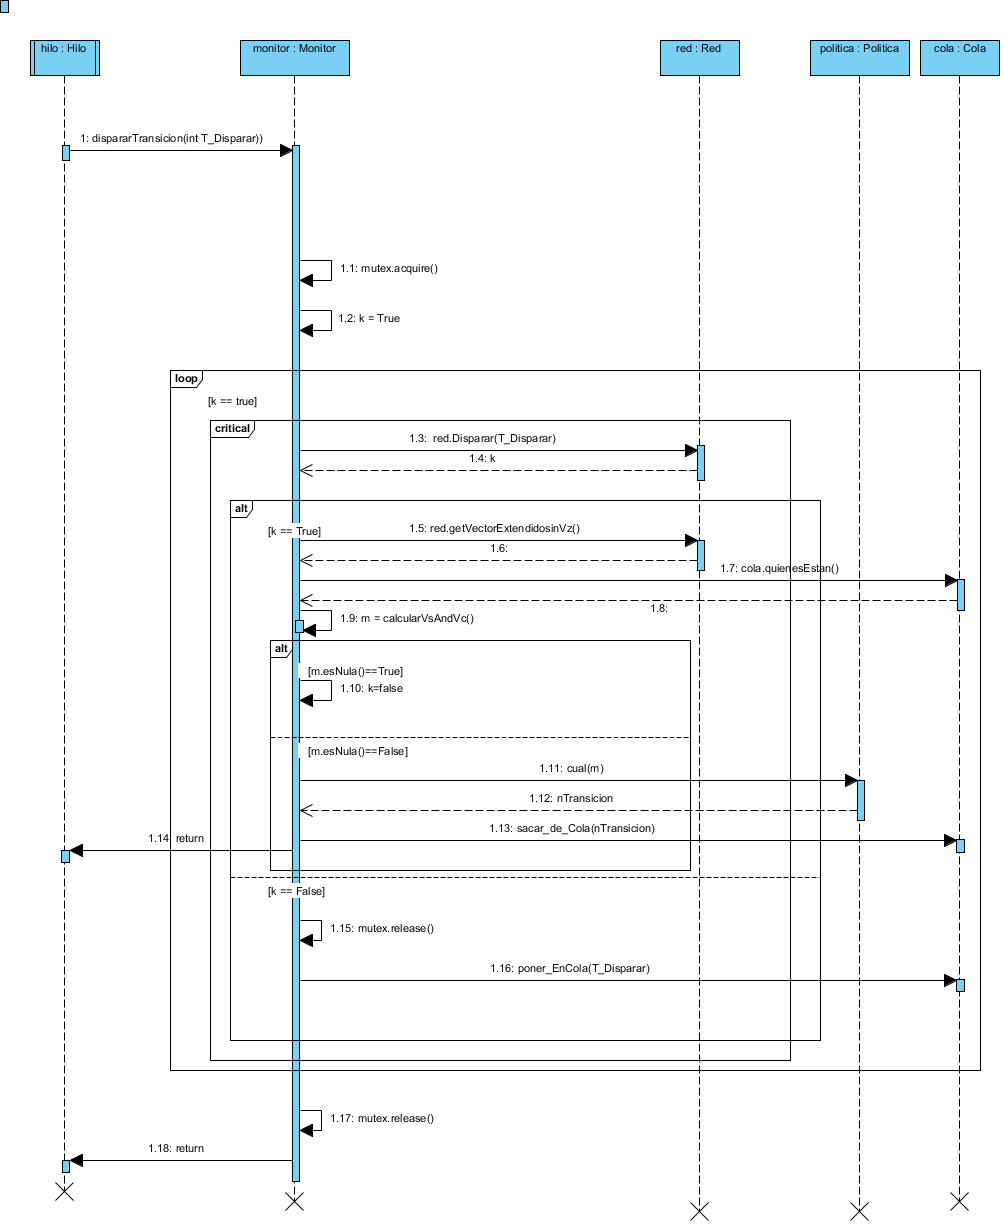 hilo : Hilo
monitor : Monitor
red : Red
politica : Politica
cola : Cola
1: dispararTransicion(int T_Disparar))
1.1: mutex.acquire()
1.2: k = True
loop
[k == true]
critical
1.3:  red.Disparar(T_Disparar)
1.4: k
alt
[k == True]
1.5: red.getVectorExtendidosinVz()
1.6:
1.7: cola.quienesEstan()
1.8:
1.9: m = calcularVsAndVc()
alt
[m.esNula()==True]
1.10: k=false
[m.esNula()==False]
1.11: cual(m)
1.12: nTransicion
1.13: sacar_de_Cola(nTransicion)
1.14  return
[k == False]
1.15: mutex.release()
1.16: poner_EnCola(T_Disparar)
1.17: mutex.release()
1.18: return